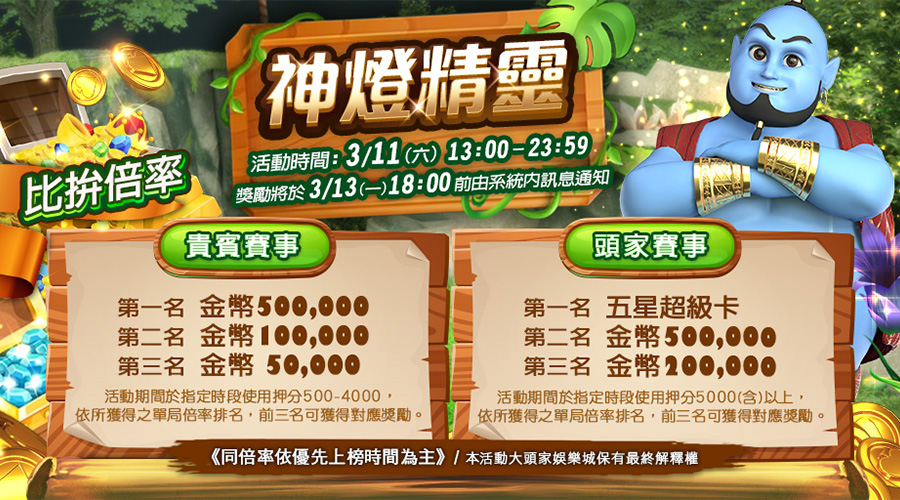 神燈精靈
活動時間：3/11(六) 13:00-23:59
獎勵將於 3/13(一)18:00 前由系統內訊息通知
比拚倍率
貴賓賽事
第一名 金幣500,000
第二名 金幣100,000
第三名 金幣 50,000
活動期間於指定時段使用押分500-4000，
依所獲得之單局倍率排名，前三名可獲得對應獎勵。
頭家賽事
第一名 五星超級卡
第二名 金幣500,000
第三名 金幣200,000
活動期間於指定時段使用押分5000(含)以上，
依所獲得之單局倍率排名，前三名可獲得對應獎勵。
《同倍率依優先上榜時間為主》/ 本活動大頭家娛樂城保有最終解釋權